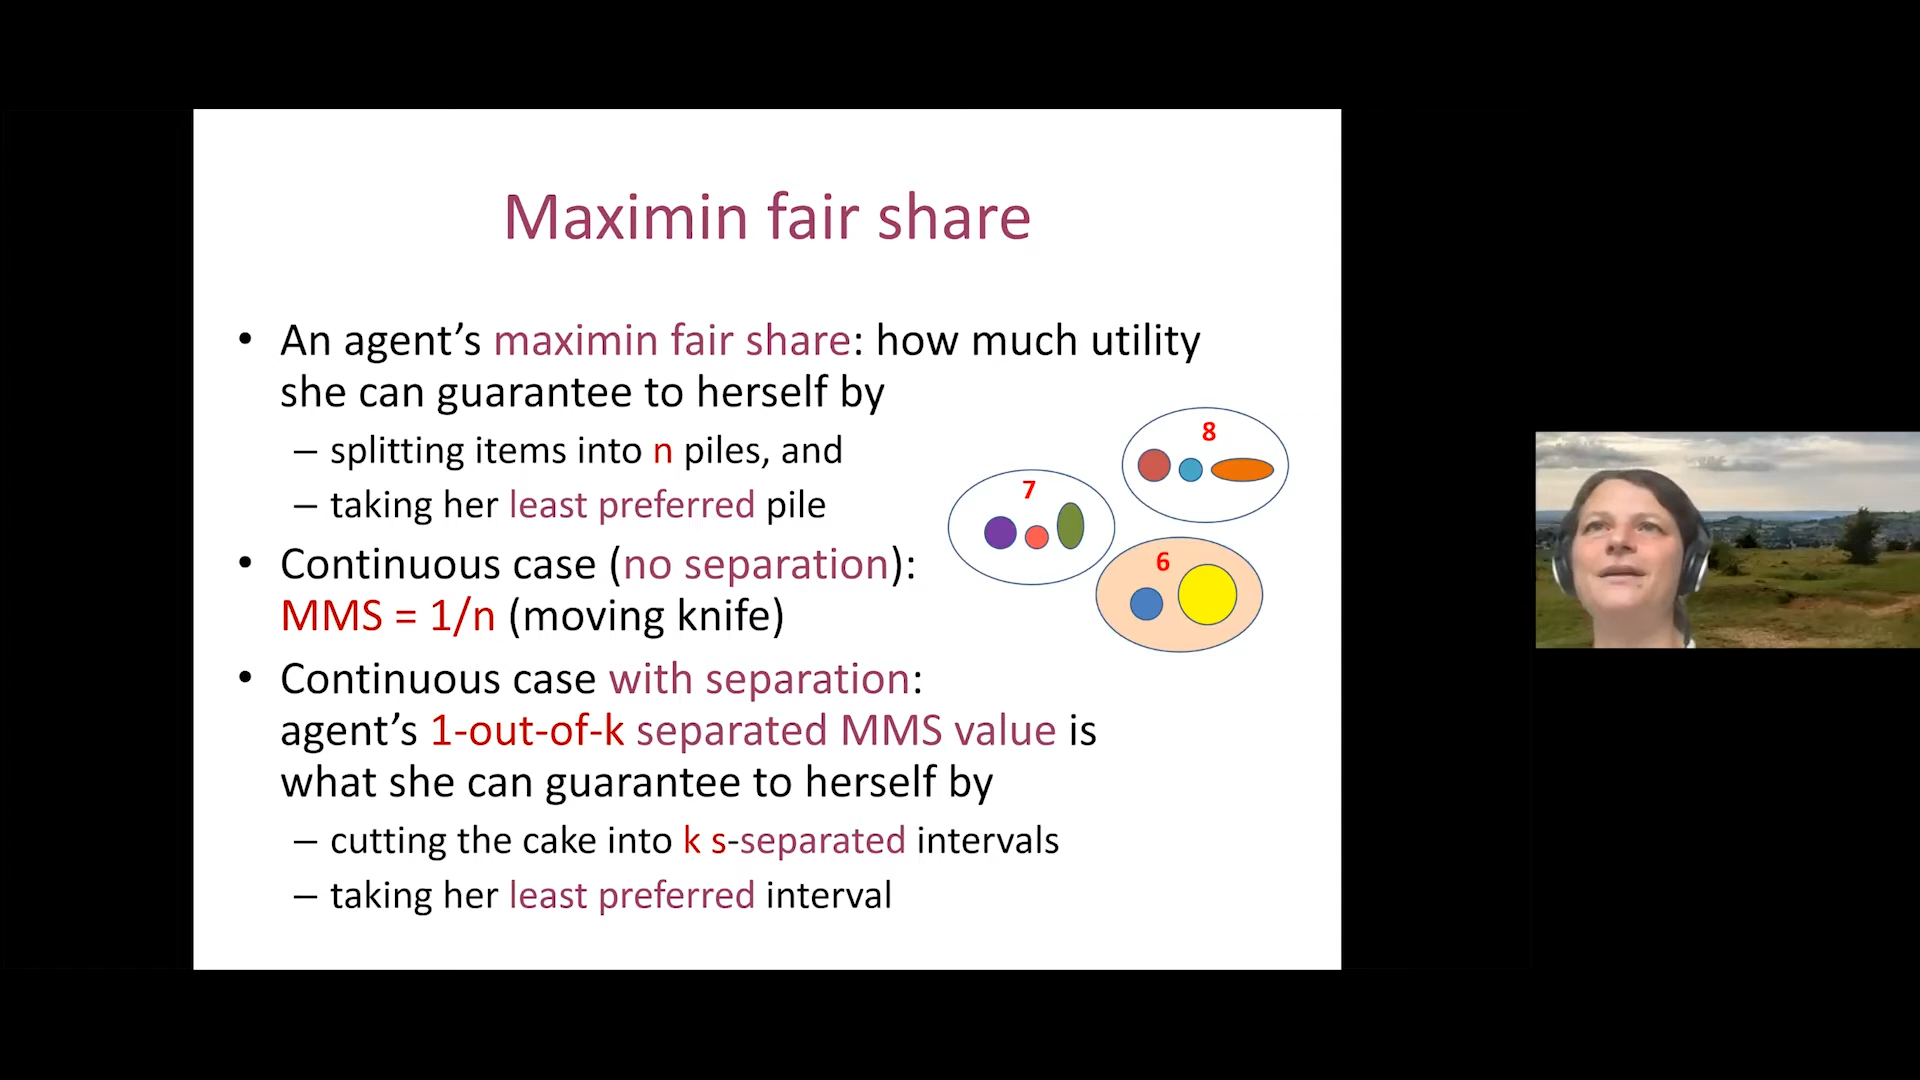 Maximin fair share
• An agent’s maximin fair share: how much utility
she can guarantee to herself by
– splitting items into n piles, and
– taking her least preferred pile
• Continuous case (no separation):
MMS = 1/n (moving knife)
• Continuous case with separation:
agent’s 1-out-of-k separated MMS value is
what she can guarantee to herself by
– cutting the cake into k s-separated intervals
– taking her least preferred interval
8
7
6